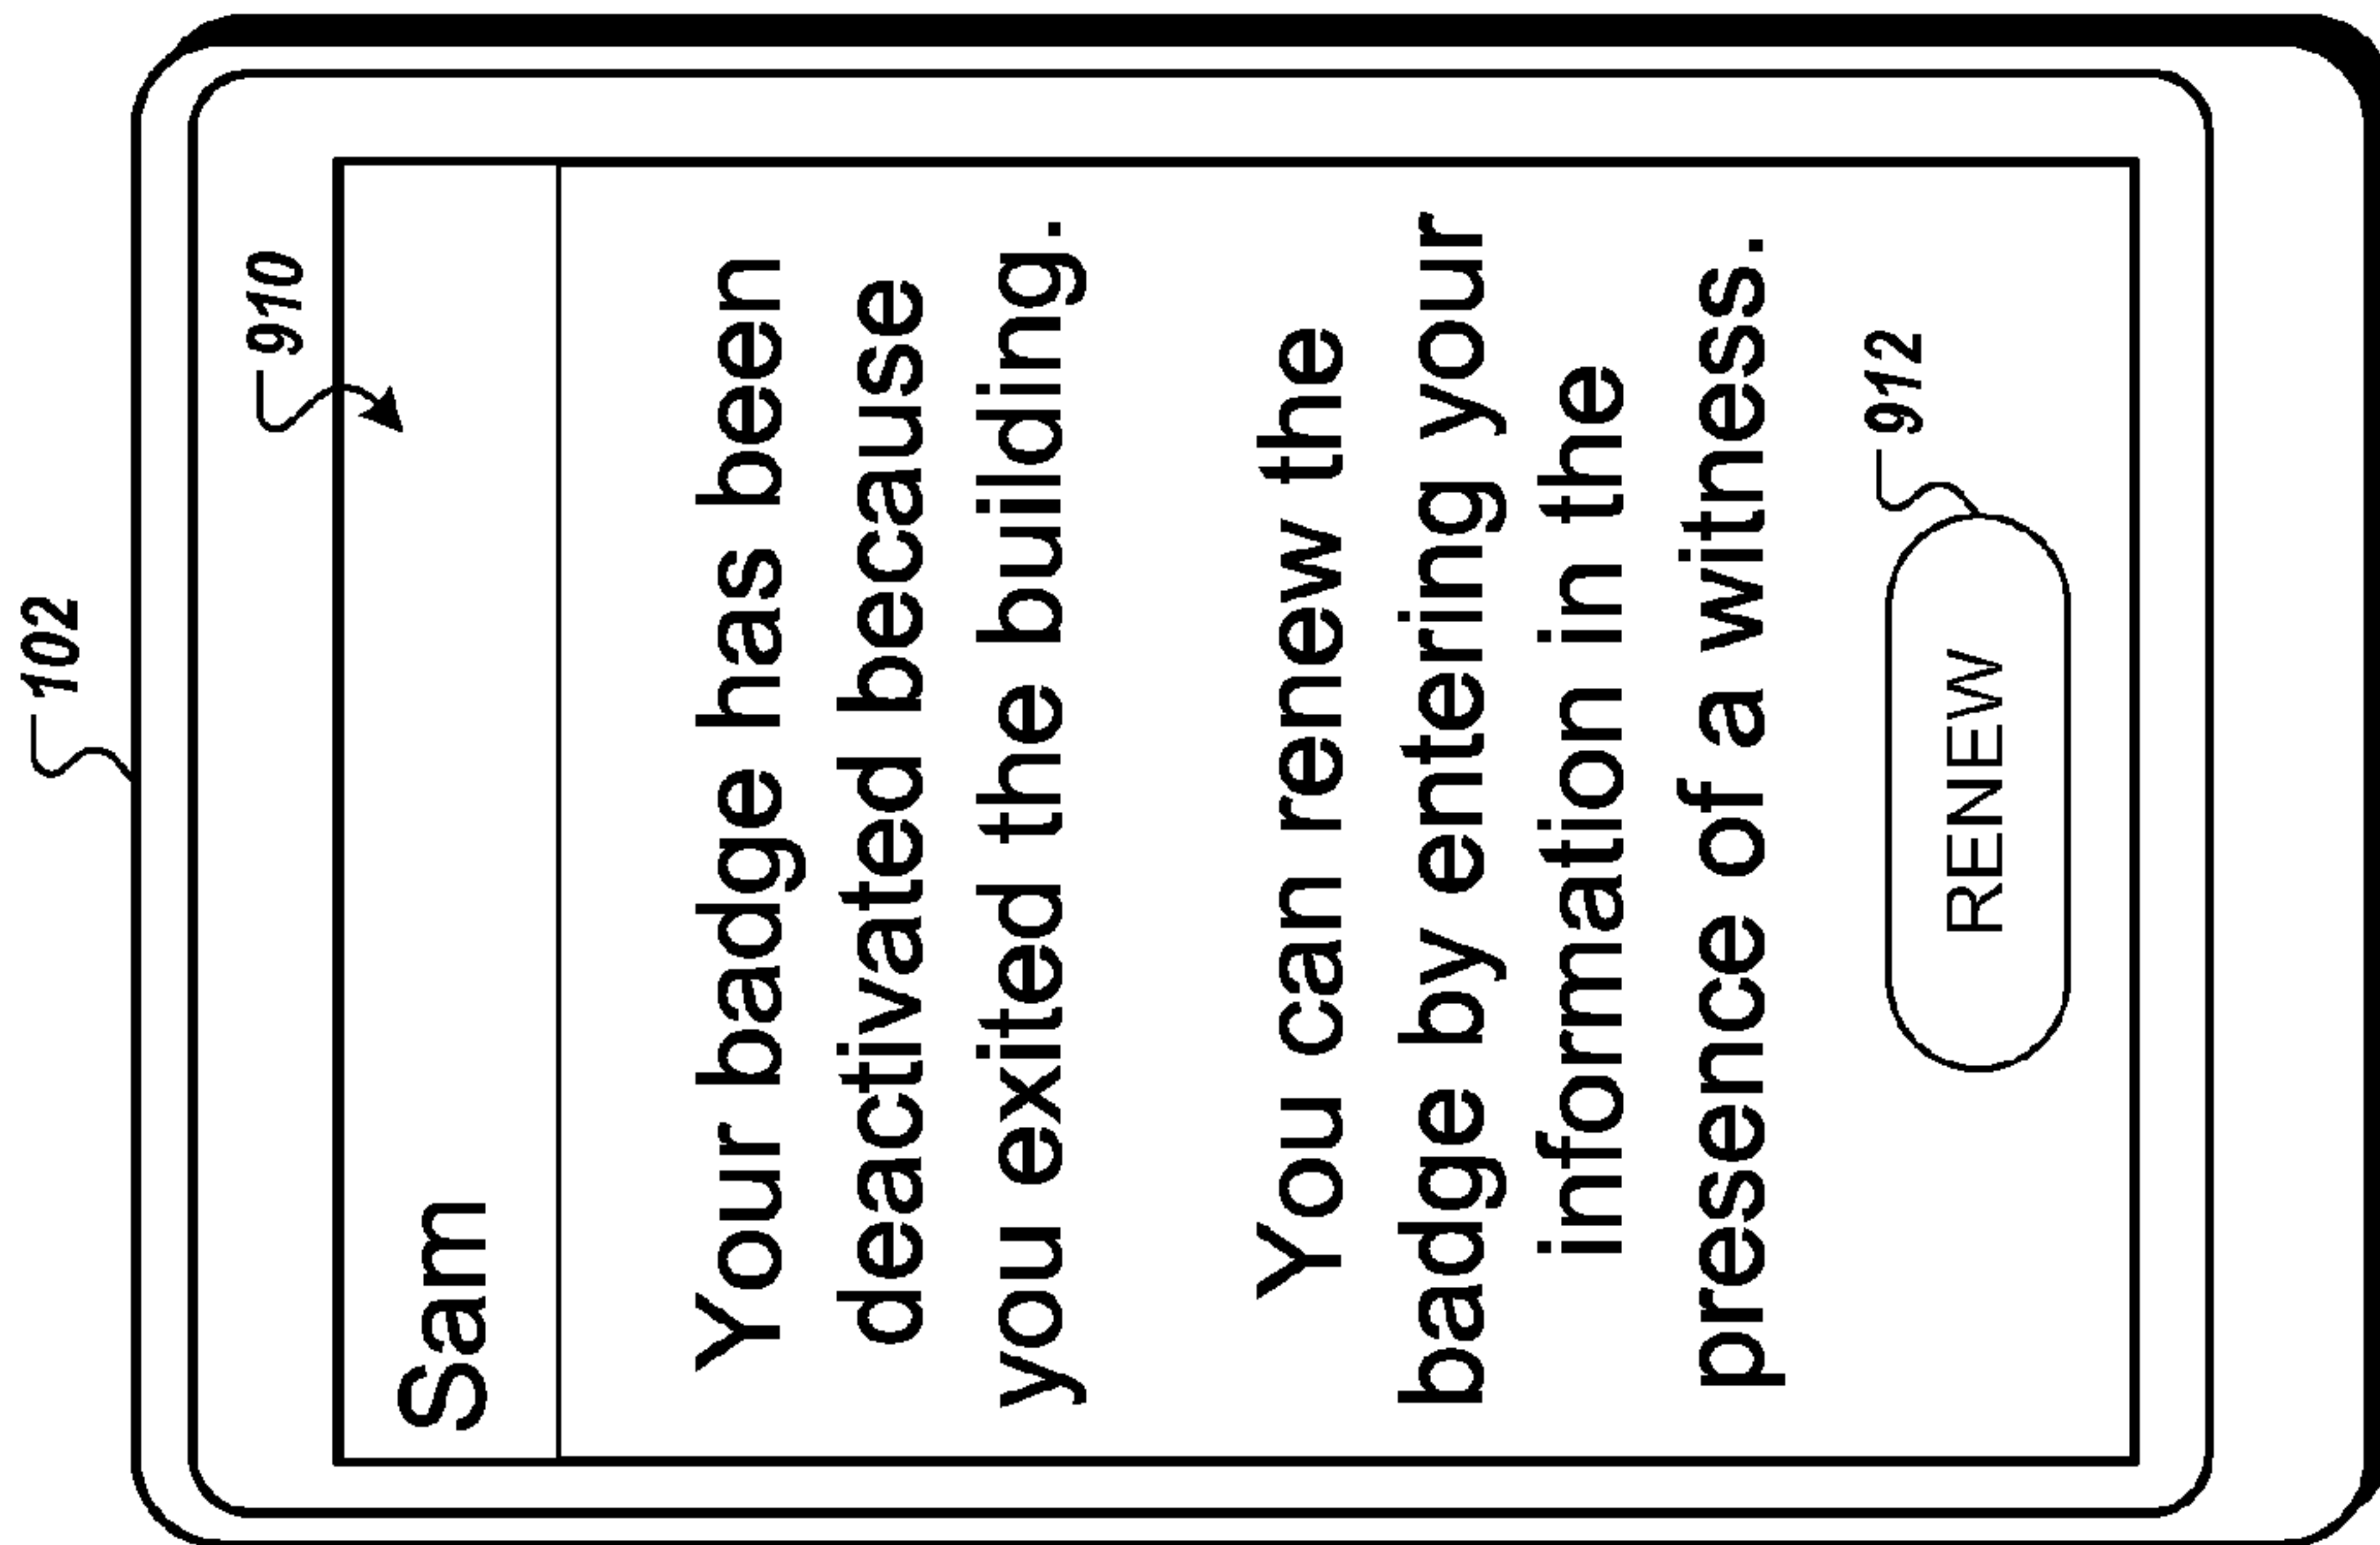 102
910
Sam
Your badge has been
deactivated because
you exited the building.
You can renew the
badge by entering your
information in the
presence of a witness.
912
RENEW